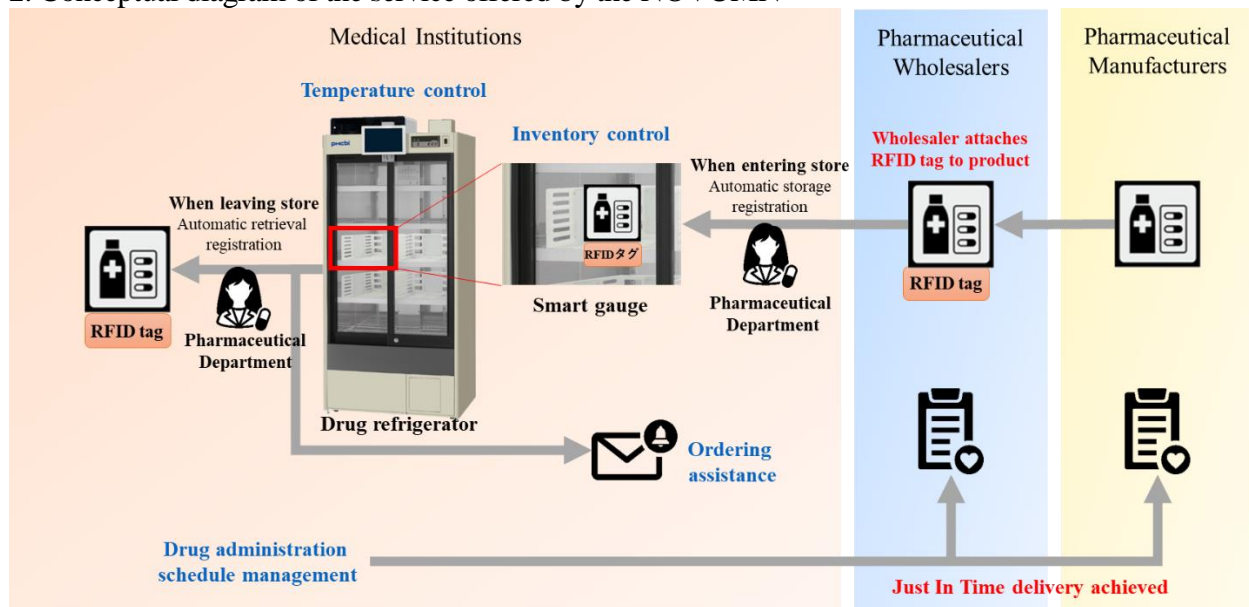 2. Conceptual diagram of the service offered by the NOVUMN
Medical Institutions
Pharmaceutical
Wholesalers
Pharmaceutical
Manufacturers
Temperature control
Inventory control
Wholesaler attaches
RFID tag to product
When entering store
Automatic storage
registration
When leaving store
Automatic retrieval
registration
phcbi
RFIDタグ
RFID tag
RFID tag
Smart gauge
Pharmaceutical
Department
Pharmaceutical
Department
Drug refrigerator
Ordering
assistance
Drug administration
schedule management
Just In Time delivery achieved